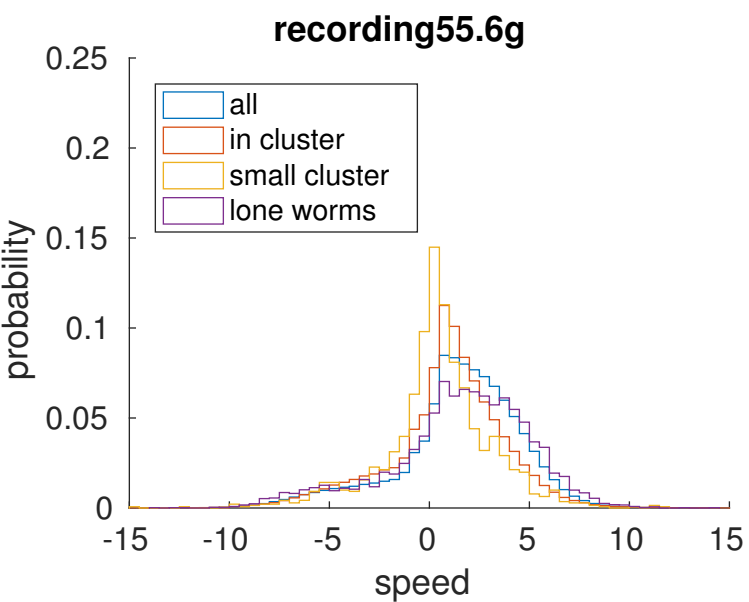 recording55.6g
0.25
0.2
0.15
0.1
0.05
0
probability
all
in cluster
small cluster
lone worms
-15
-10
-5
0
5
10
15
speed